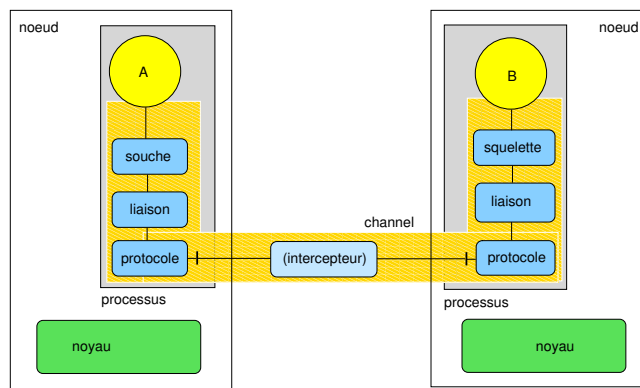 noeud
noeud
A
B
souche
squelette
liaison
liaison
channel
protocole
(intercepteur)
protocole
processus
processus
noyau
noyau